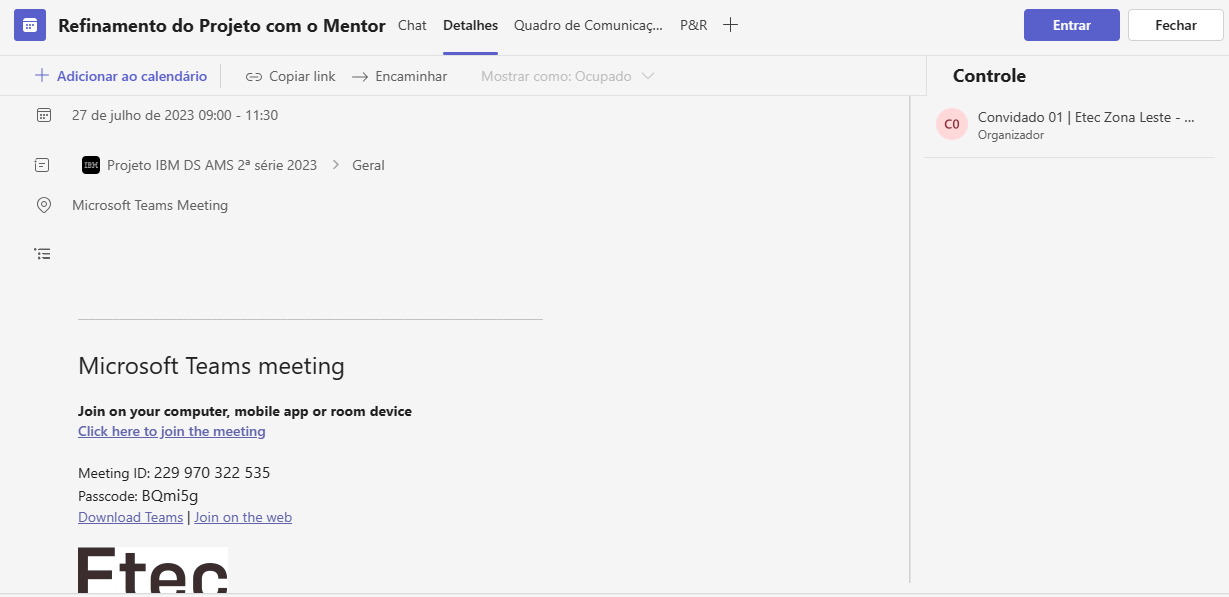 Refinamento do Projeto com o Mentor Chat Detalhes Quadro de Comunicaç... P&R Entrar Fechar
Adicionar ao calendário Copiar link Encaminhar Mostrar como: Ocupado
Controle
27 de julho de 2023 09:00 - 11:30
C0 Convidado 01 | Etec Zona Leste - ...
Organizador
IBM Projeto IBM DS AMS 2ª série 2023 > Geral
Microsoft Teams Meeting
Microsoft Teams meeting
Join on your computer, mobile app or room device
Click here to join the meeting
Meeting ID: 229 970 322 535
Passcode: BQmi5g
Download Teams | Join on the web
Etec